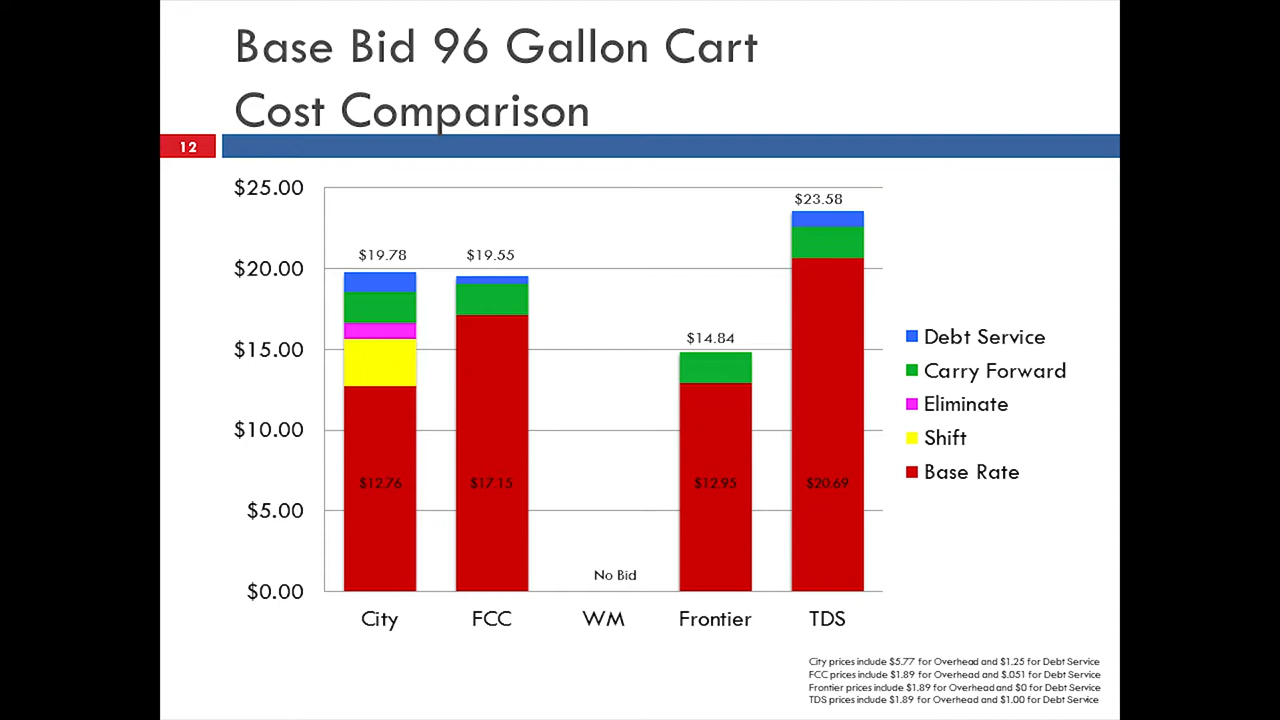 Base Bid 96 Gallon Cart
Cost Comparison
12
$25.00
$20.00
$15.00
$10.00
$5.00
$0.00
$19.78
$19.55
$14.84
$23.58
$12.76
$17.15
$12.95
$20.69
No Bid
City
FCC
WM
Frontier
TDS
Debt Service
Carry Forward
Eliminate
Shift
Base Rate
City prices include $5.77 for Overhead and $1.25 for Debt Service
FCC prices include $1.89 for Overhead and $.051 for Debt Service
Frontier prices include $1.89 for Overhead and $0 for Debt Service
TDS prices include $1.89 for Overhead and $1.00 for Debt Service